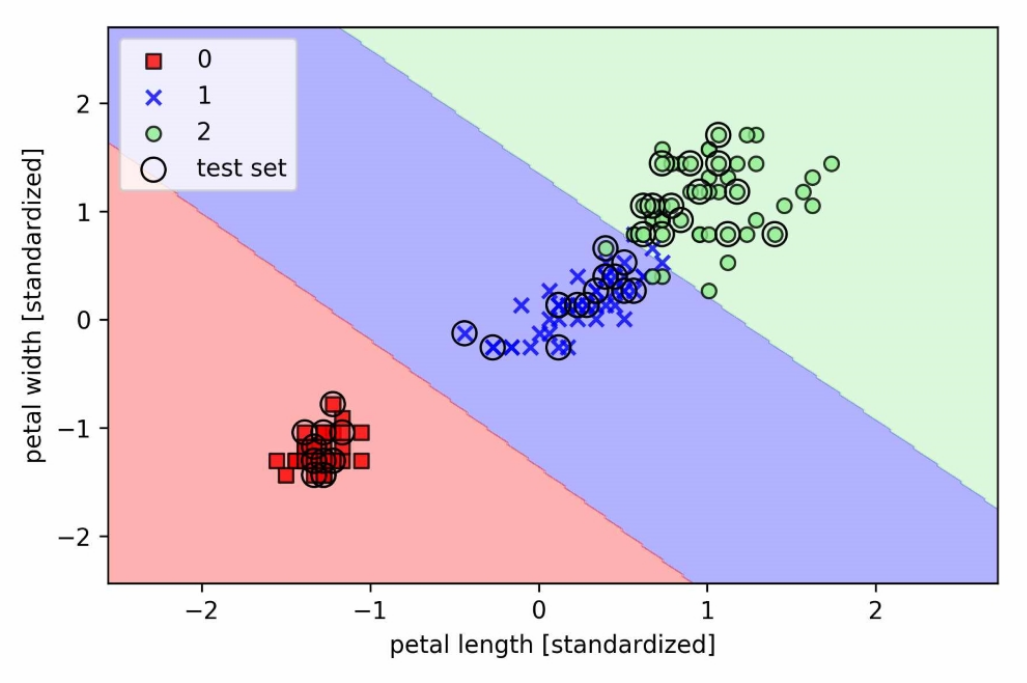 0
1
2
test set
2
1
0
−1
−2
petal width [standardized]
−2 −1 0 1 2
petal length [standardized]